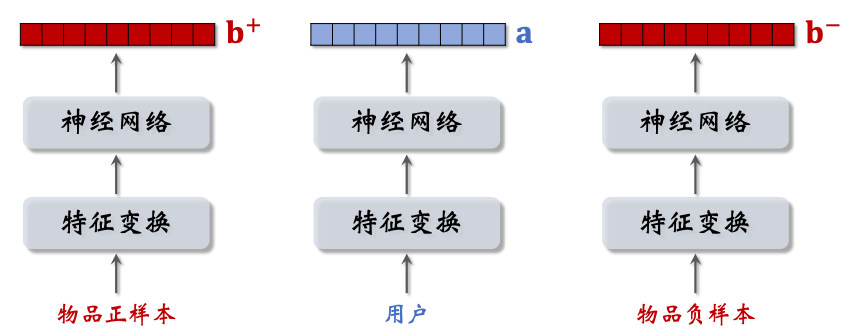 b⁺ a b⁻
神经网络 神经网络 神经网络
特征变换 特征变换 特征变换
物品正样本 用户 物品负样本